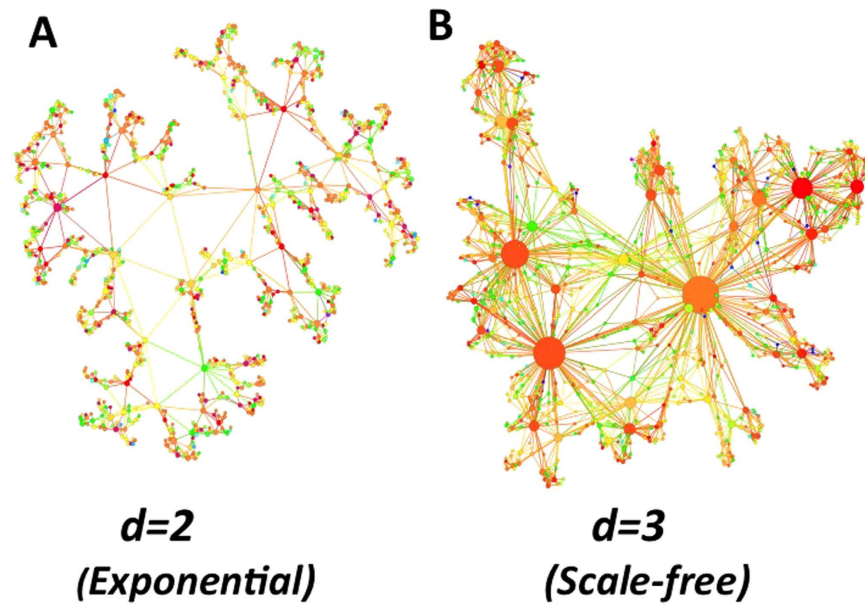 A
B
d=2
(Exponential)
d=3
(Scale-free)